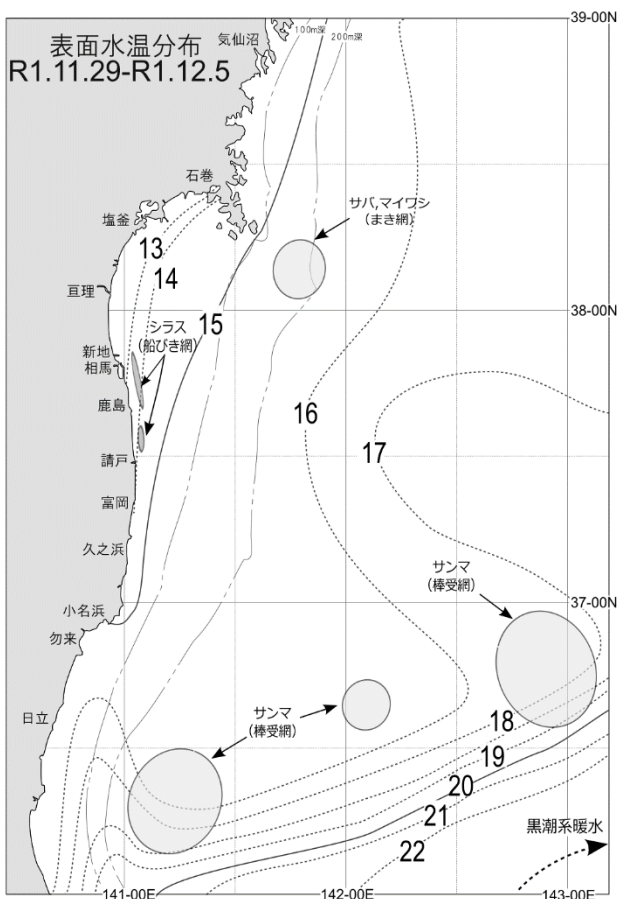 表面水温分布
R1.11.29-R1.12.5
気仙沼
100m深
200m深
39-00N
石巻
塩釜
サバ,マイワシ
(まき網)
13
14
亘理
38-00N
15
シラス
(船びき網)
新地
相馬
鹿島
16
17
請戸
富岡
久之浜
サンマ
(棒受網)
37-00N
小名浜
勿来
日立
サンマ
(棒受網)
18
19
20
21
22
黒潮系暖水
141-00E
142-00E
143-00E